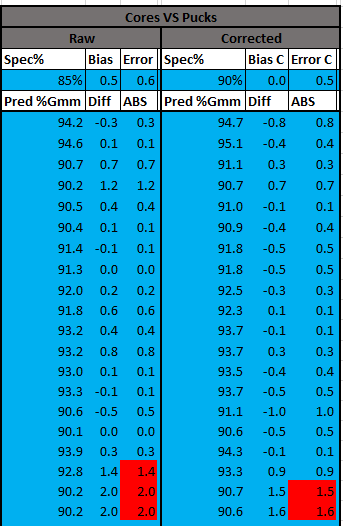 Cores VS Pucks
Raw Corrected
Spec% Bias Error Spec% Bias C Error C
85% 0.5 0.6 90% 0.0 0.5
Pred %Gmm Diff ABS Pred %Gmm Diff ABS
94.2 -0.3 0.3 94.7 -0.8 0.8
94.6 0.1 0.1 95.1 -0.4 0.4
90.7 0.7 0.7 91.1 0.3 0.3
90.2 1.2 1.2 90.7 0.7 0.7
90.5 0.4 0.4 91.0 -0.1 0.1
90.4 0.1 0.1 90.9 -0.4 0.4
91.4 -0.1 0.1 91.8 -0.5 0.5
91.3 0.0 0.0 91.8 -0.5 0.5
92.0 0.2 0.2 92.5 -0.3 0.3
91.8 0.6 0.6 92.3 0.1 0.1
93.2 0.4 0.4 93.7 -0.1 0.1
93.2 0.8 0.8 93.7 0.3 0.3
93.0 0.1 0.1 93.5 -0.4 0.4
93.3 -0.1 0.1 93.7 -0.5 0.5
90.6 -0.5 0.5 91.1 -1.0 1.0
90.1 0.0 0.0 90.6 -0.5 0.5
93.9 0.3 0.3 94.3 -0.1 0.1
92.8 1.4 1.4 93.3 0.9 0.9
90.2 2.0 2.0 90.7 1.5 1.5
90.2 2.0 2.0 90.6 1.6 1.6